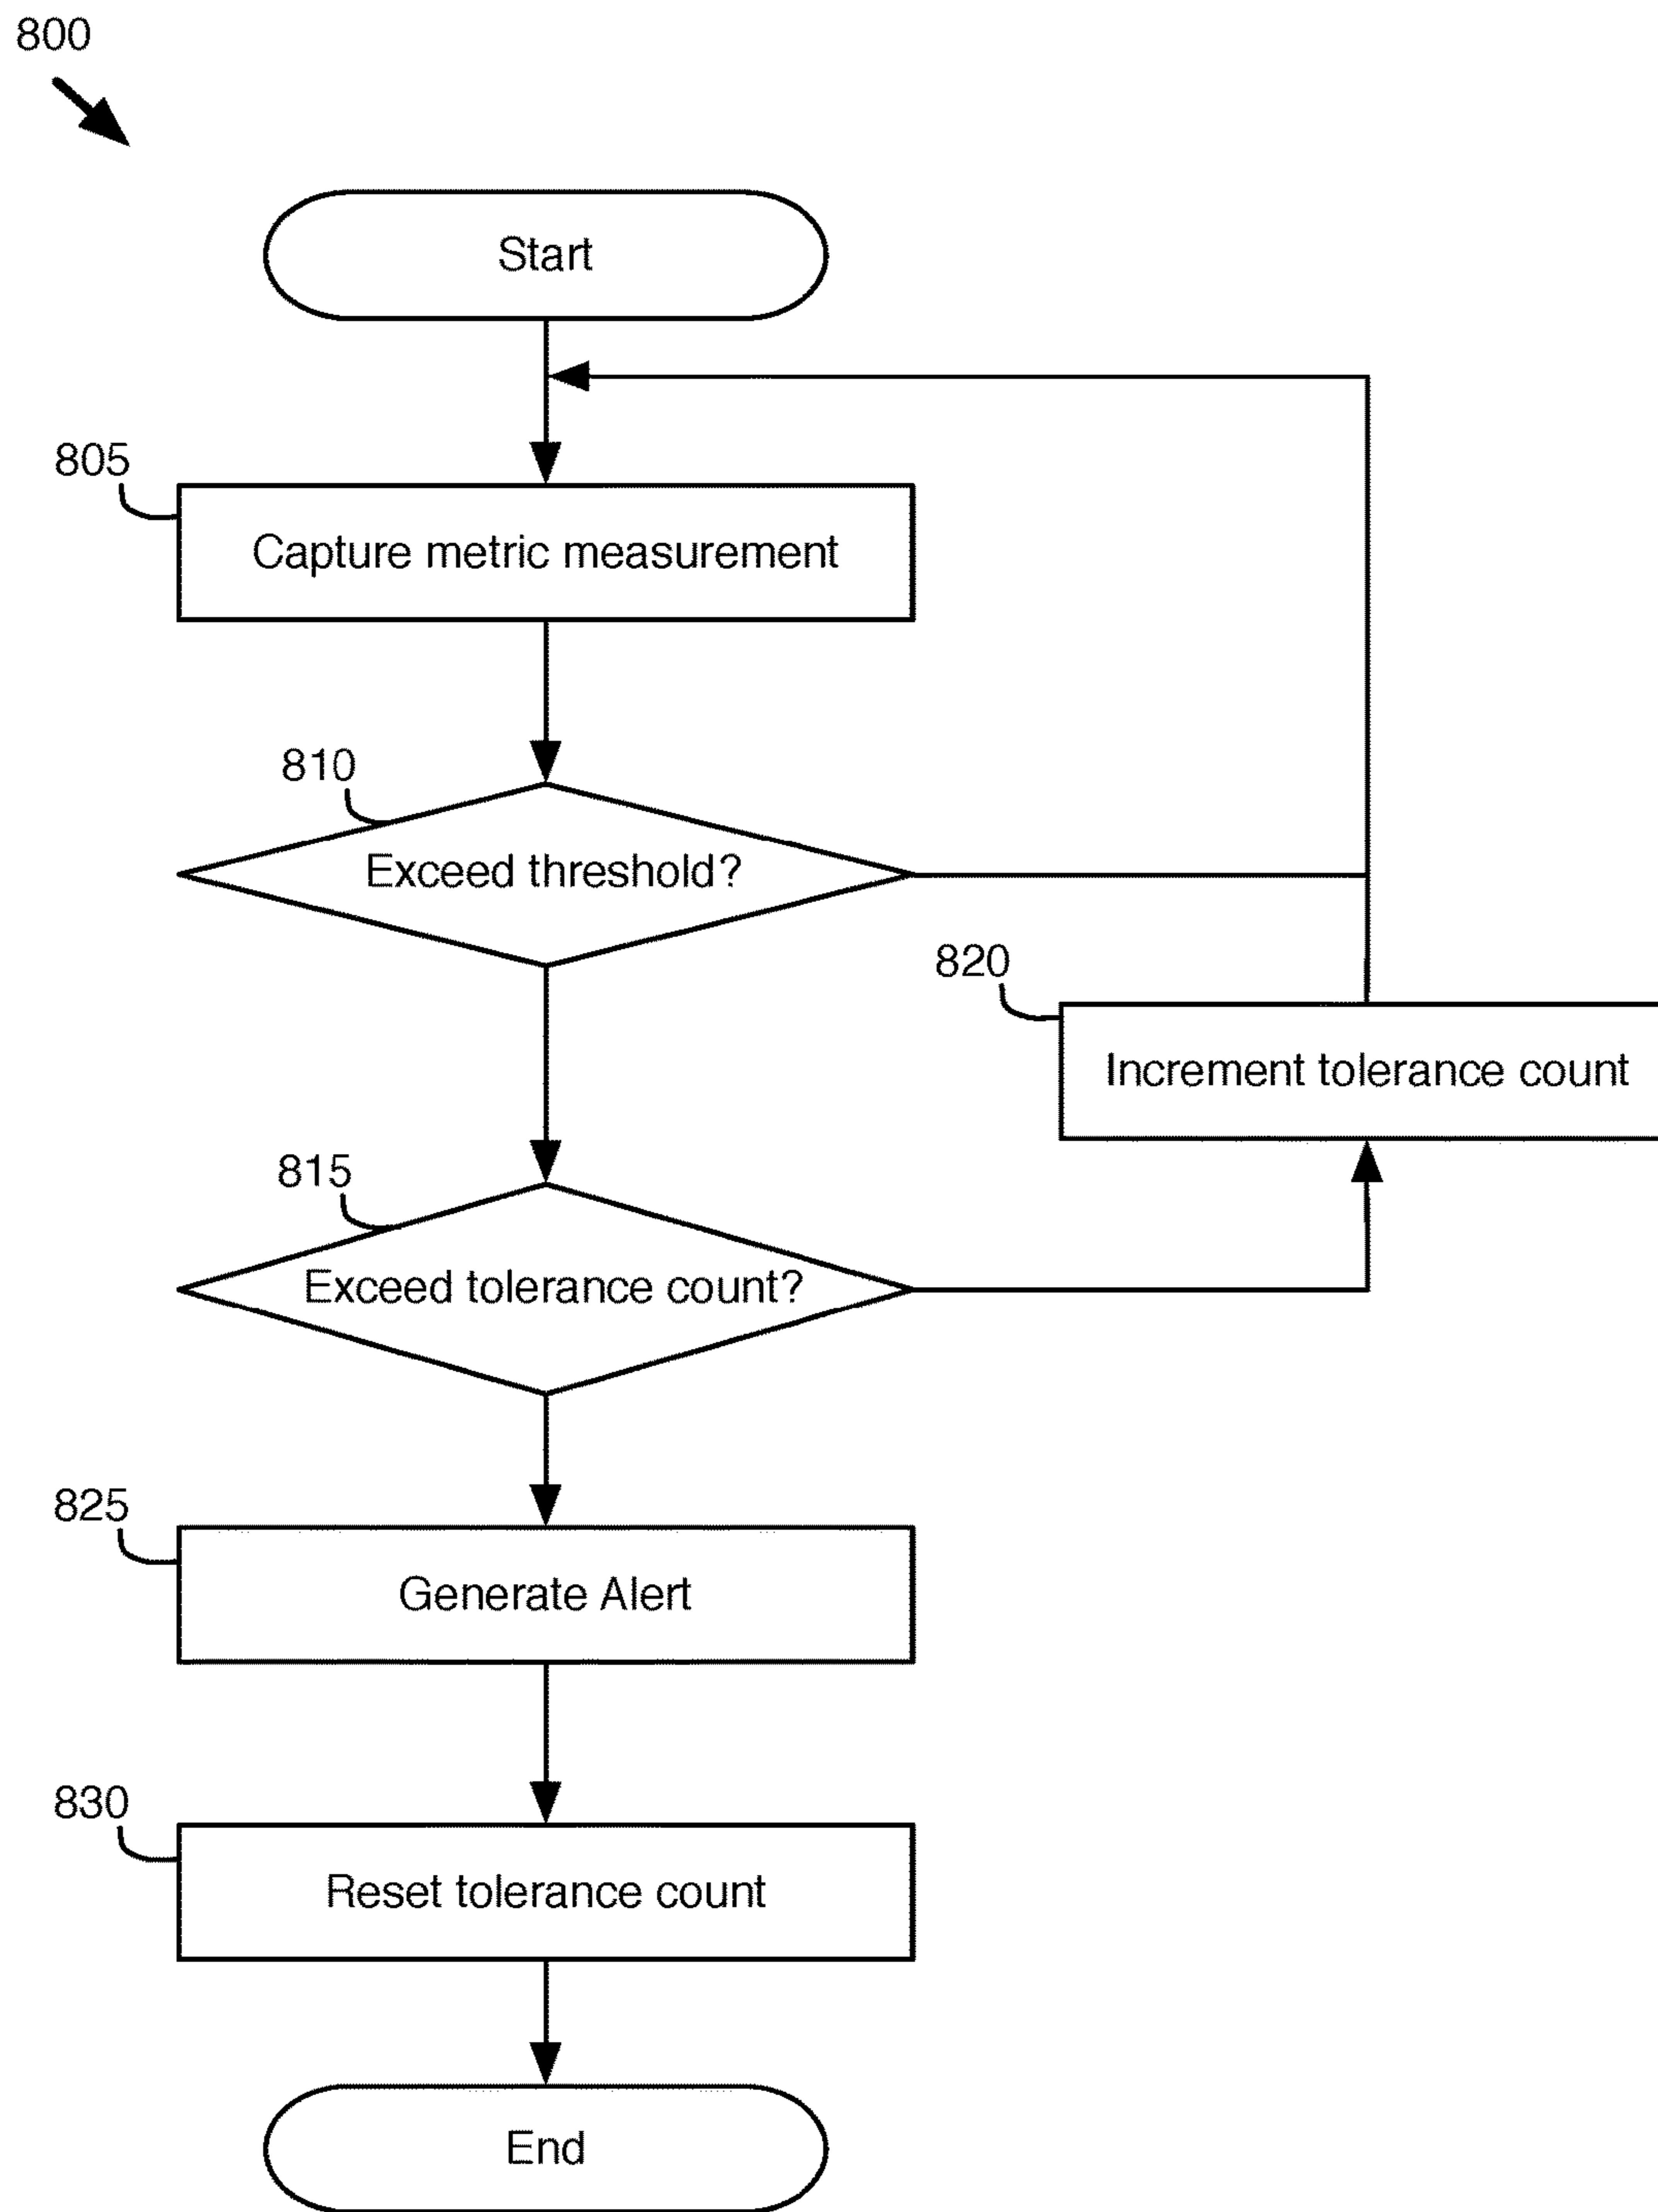 800
Start
805
Capture metric measurement
810
Exceed threshold?
820
Increment tolerance count
815
Exceed tolerance count?
825
Generate Alert
830
Reset tolerance count
End